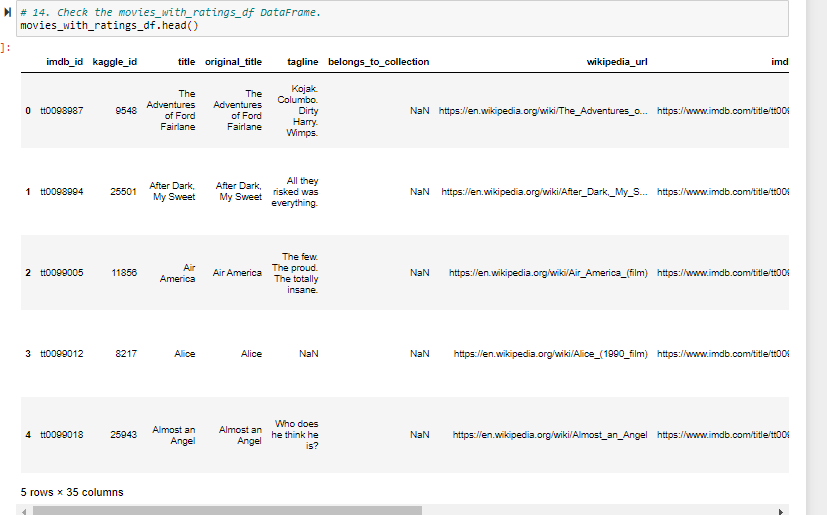 # 14. Check the movies_with_ratings_df DataFrame.
movies_with_ratings_df.head()
]:
imdb_id kaggle_id title original_title tagline belongs_to_collection wikipedia_url imd
0 tt0098987 9548 The Adventures of Ford Fairlane The Adventures of Ford Fairlane Kojak. Columbo. Dirty Harry. Wimps. NaN https://en.wikipedia.org/wiki/The_Adventures_o... https://www.imdb.com/title/tt009
1 tt0098994 25501 After Dark, My Sweet After Dark, My Sweet All they risked was everything. NaN https://en.wikipedia.org/wiki/After_Dark,_My_S... https://www.imdb.com/title/tt009
2 tt0099005 11856 Air America Air America The few. The proud. The totally insane. NaN https://en.wikipedia.org/wiki/Air_America_(film) https://www.imdb.com/title/tt009
3 tt0099012 8217 Alice Alice NaN NaN https://en.wikipedia.org/wiki/Alice_(1990_film) https://www.imdb.com/title/tt009
4 tt0099018 25943 Almost an Angel Almost an Angel Who does he think he is? NaN https://en.wikipedia.org/wiki/Almost_an_Angel https://www.imdb.com/title/tt009
5 rows × 35 columns